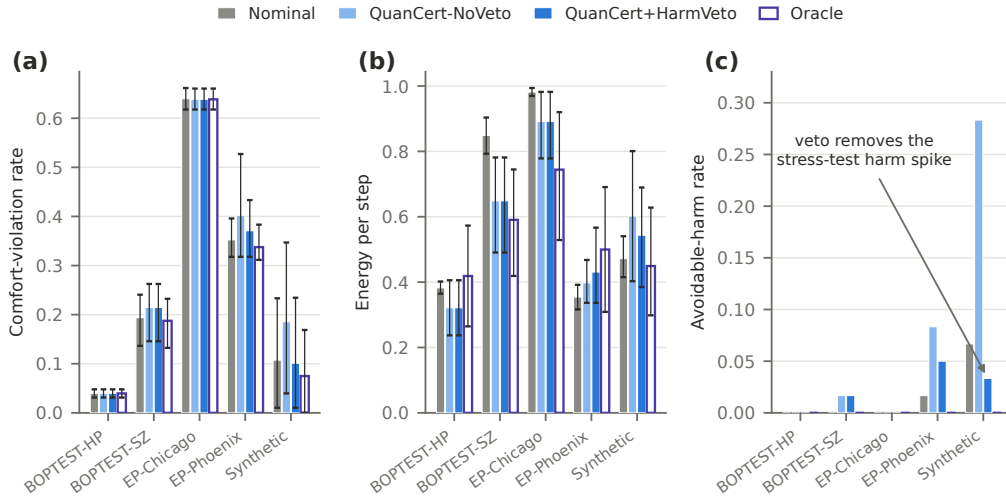 Nominal QuanCert-NoVeto QuanCert+HarmVeto Oracle
(a)
Comfort-violation rate
0.6
0.5
0.4
0.3
0.2
0.1
0.0
BOPTEST-HP
BOPTEST-SZ
EP-Chicago
EP-Phoenix
Synthetic
(b)
Energy per step
1.0
0.8
0.6
0.4
0.2
0.0
BOPTEST-HP
BOPTEST-SZ
EP-Chicago
EP-Phoenix
Synthetic
(c)
Avoidable-harm rate
0.30
0.25
0.20
0.15
0.10
0.05
0.00
veto removes the
stress-test harm spike
BOPTEST-HP
BOPTEST-SZ
EP-Chicago
EP-Phoenix
Synthetic